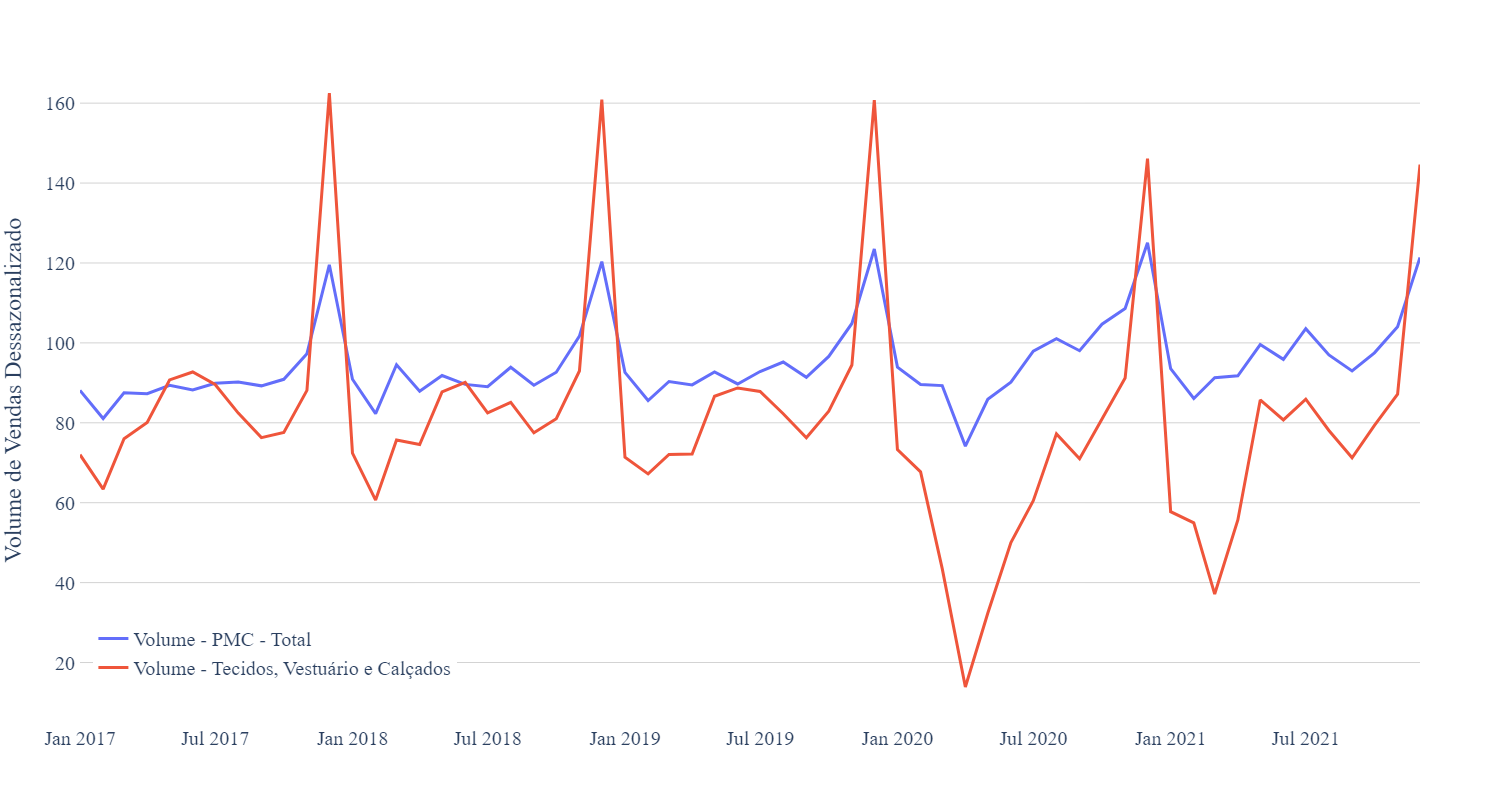 Volume de Vendas Dessazonalizado
160
140
120
100
80
60
40
20
Volume - PMC - Total
Volume - Tecidos, Vestuário e Calçados
Jan 2017
Jul 2017
Jan 2018
Jul 2018
Jan 2019
Jul 2019
Jan 2020
Jul 2020
Jan 2021
Jul 2021